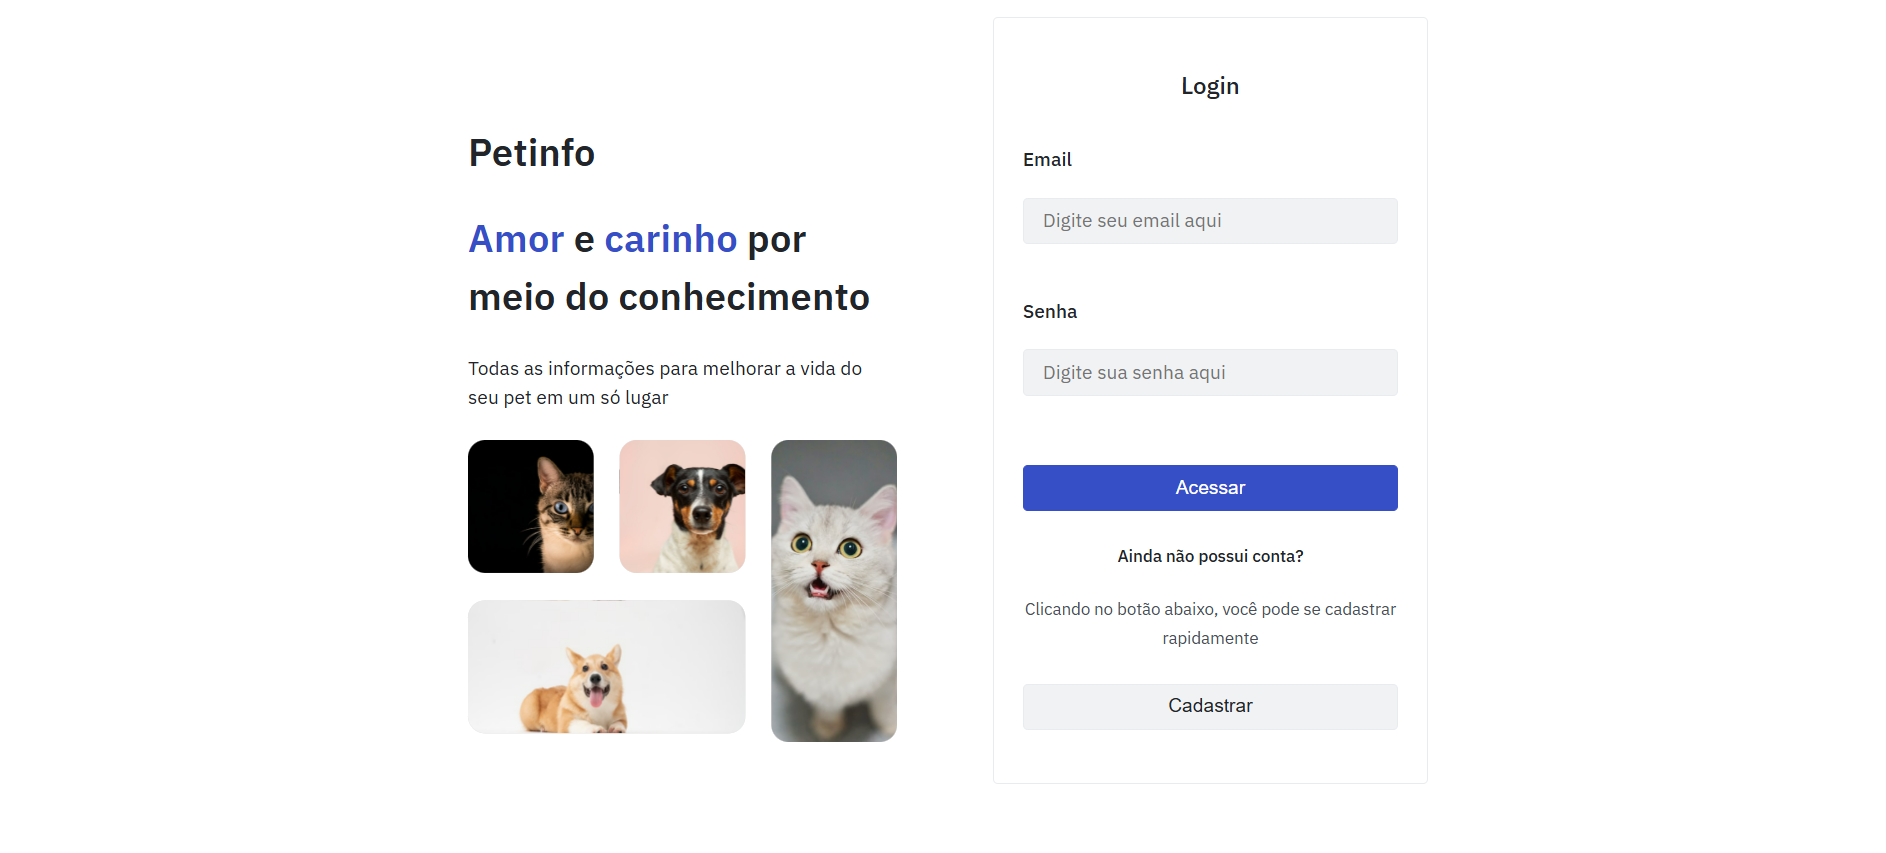 Petinfo
Amor e carinho por
meio do conhecimento
Todas as informações para melhorar a vida do
seu pet em um só lugar
Login
Email
Digite seu email aqui
Senha
Digite sua senha aqui
Acessar
Ainda não possui conta?
Clicando no botão abaixo, você pode se cadastrar
rapidamente
Cadastrar